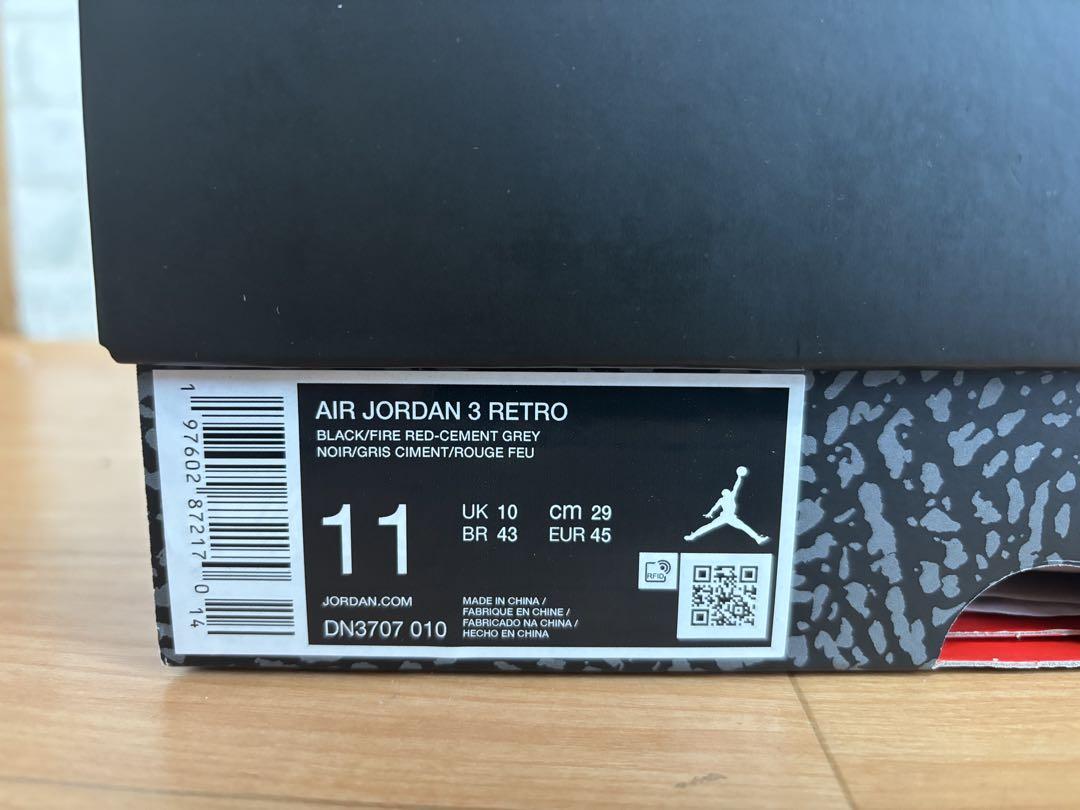 1 97602 87217 0 14
AIR JORDAN 3 RETRO
BLACK/FIRE RED-CEMENT GREY
NOIR/GRIS CIMENT/ROUGE FEU
11
UK 10 cm 29
BR 43 EUR 45
RFID
JORDAN.COM
DN3707 010
MADE IN CHINA /
FABRIQUE EN CHINE /
FABRICADO NA CHINA /
HECHO EN CHINA